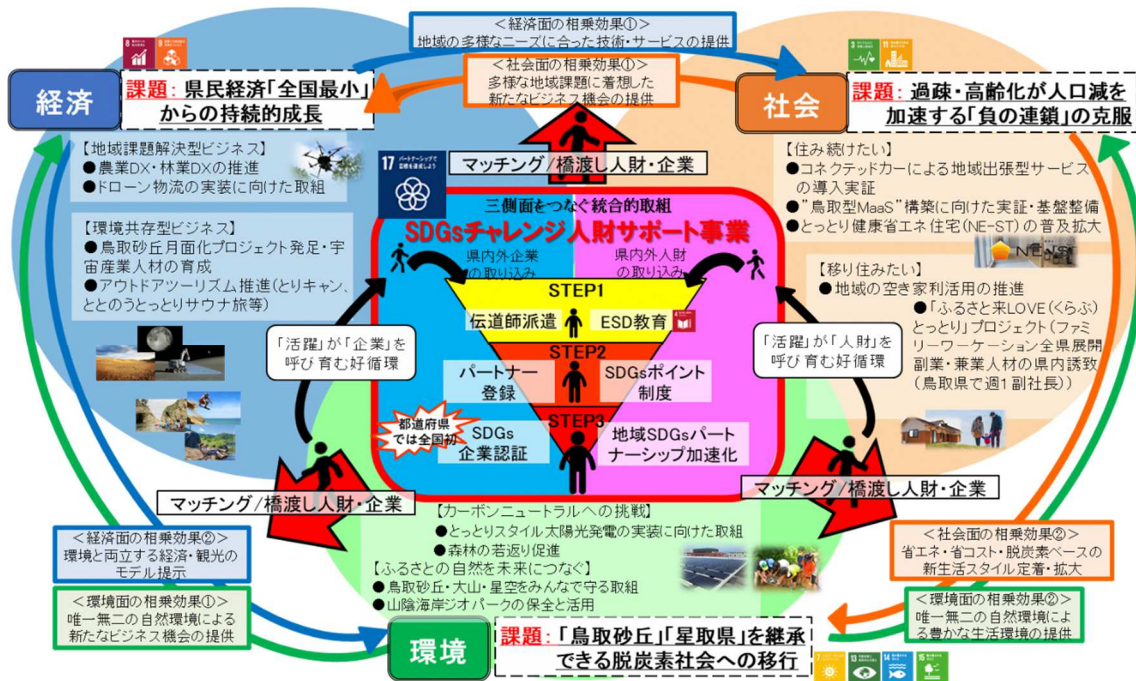 <経済面の相乗効果①>
地域の多様なニーズに合った技術・サービスの提供
<社会面の相乗効果①>
多様な地域課題に着想した
新たなビジネス機会の提供
経済
課題：県民経済「全国最小」
からの持続的成長
社会
課題：過疎・高齢化が人口減を
加速する「負の連鎖」の克服
【地域課題解決型ビジネス】
●農業DX・林業DXの推進
●ドローン物流の実装に向けた取組
【環境共存型ビジネス】
●鳥取砂丘月面化プロジェクト発足・宇
宙産業人材の育成
●アウトドアツーリズム推進(とりキャン、
ととのうとっとりサウナ旅等)
マッチング/橋渡し人財・企業
17 パートナーシップで
目標を達成しよう
三側面をつなぐ統合的取組
SDGsチャレンジ人財サポート事業
県内外企業
の取り込み
県内外人財
の取り込み
STEP1
伝道師派遣
ESD教育
STEP2
パートナー
登録
SDGsポイント
制度
STEP3
都道府県
では全国初
SDGs
企業認証
地域SDGsパート
ナーシップ加速化
【住み続けたい】
●コネクテッドカーによる地域出張型サービス
の導入実証
●”鳥取型MaaS”構築に向けた実証・基盤整備
●とっとり健康省エネ住宅(NE-ST)の普及拡大
【移り住みたい】
●地域の空き家利活用の推進
●「ふるさと来LOVE(くらぶ)
とっとり」プロジェクト(ファミ
リーワーケーション全県展開
副業・兼業人材の県内誘致
(鳥取県で週1副社長))
「活躍」が「企業」を
呼び育む好循環
「活躍」が「人財」を
呼び育む好循環
マッチング/橋渡し人財・企業
マッチング/橋渡し人財・企業
【カーボンニュートラルへの挑戦】
●とっとりスタイル太陽光発電の実装に向けた取組
●森林の若返り促進
【ふるさとの自然を未来につなぐ】
●鳥取砂丘・大山・星空をみんなで守る取組
●山陰海岸ジオパークの保全と活用
<経済面の相乗効果②>
環境と両立する経済・観光の
モデル提示
<環境面の相乗効果①>
唯一無二の自然環境による
新たなビジネス機会の提供
<社会面の相乗効果②>
省エネ・省コスト・脱炭素ベースの
新生活スタイル定着・拡大
<環境面の相乗効果②>
唯一無二の自然環境によ
る豊かな生活環境の提供
環境
課題：「鳥取砂丘」「星取県」を継承
できる脱炭素社会への移行